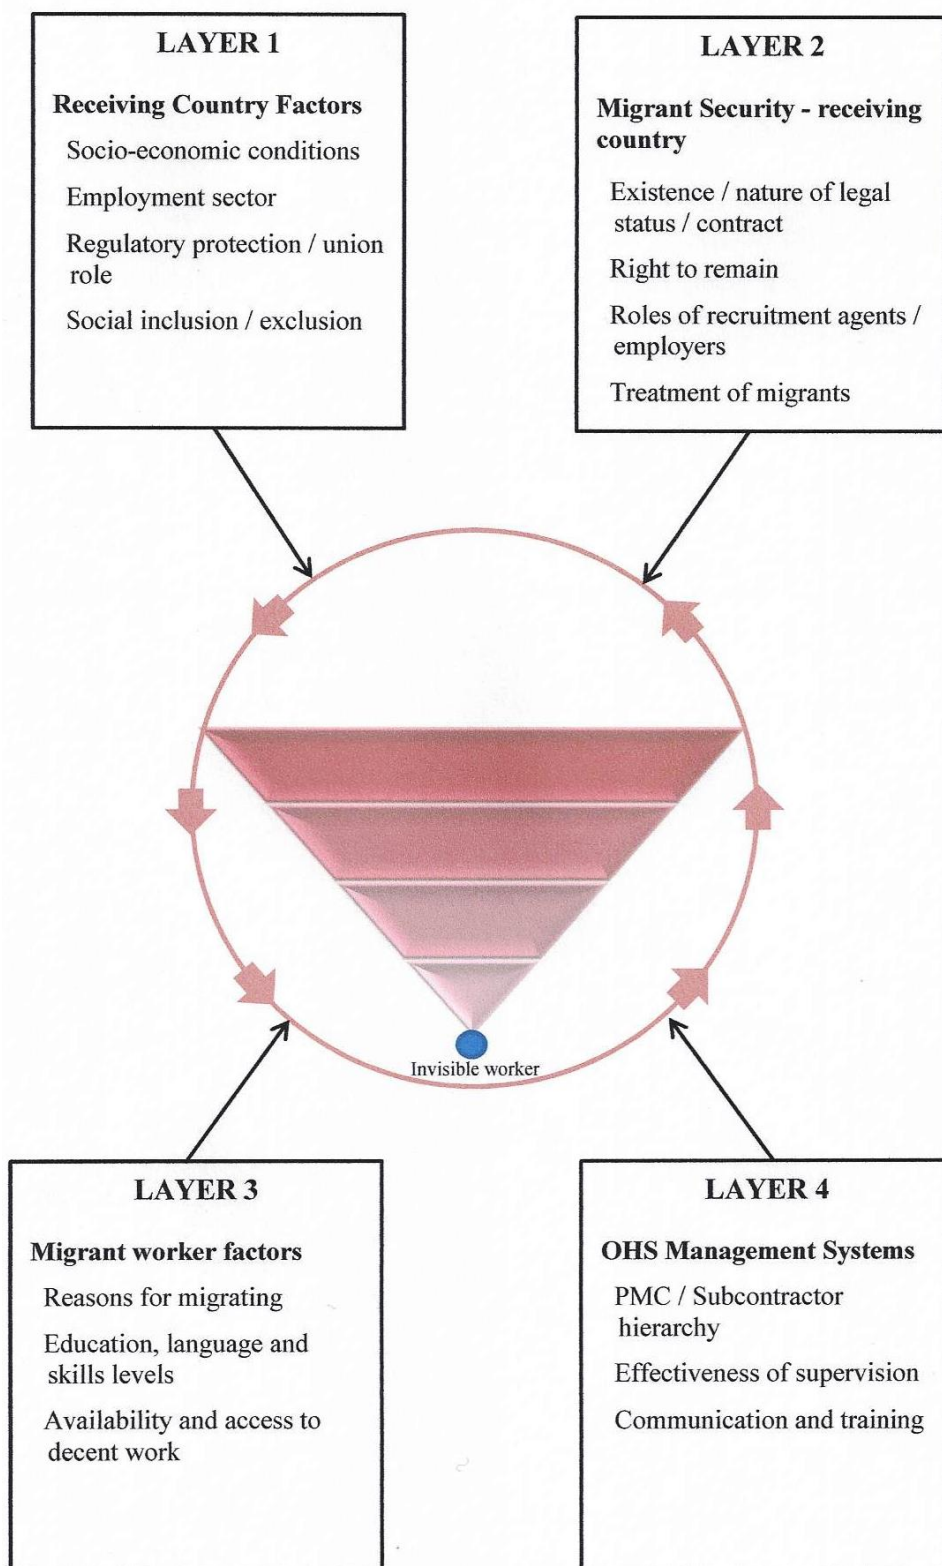 LAYER 1
Receiving Country Factors
Socio-economic conditions
Employment sector
Regulatory protection / union
role
Social inclusion / exclusion
LAYER 2
Migrant Security - receiving
country
Existence / nature of legal
status / contract
Right to remain
Roles of recruitment agents /
employers
Treatment of migrants
Invisible worker
LAYER 3
Migrant worker factors
Reasons for migrating
Education, language and
skills levels
Availability and access to
decent work
LAYER 4
OHS Management Systems
PMC / Subcontractor
hierarchy
Effectiveness of supervision
Communication and training